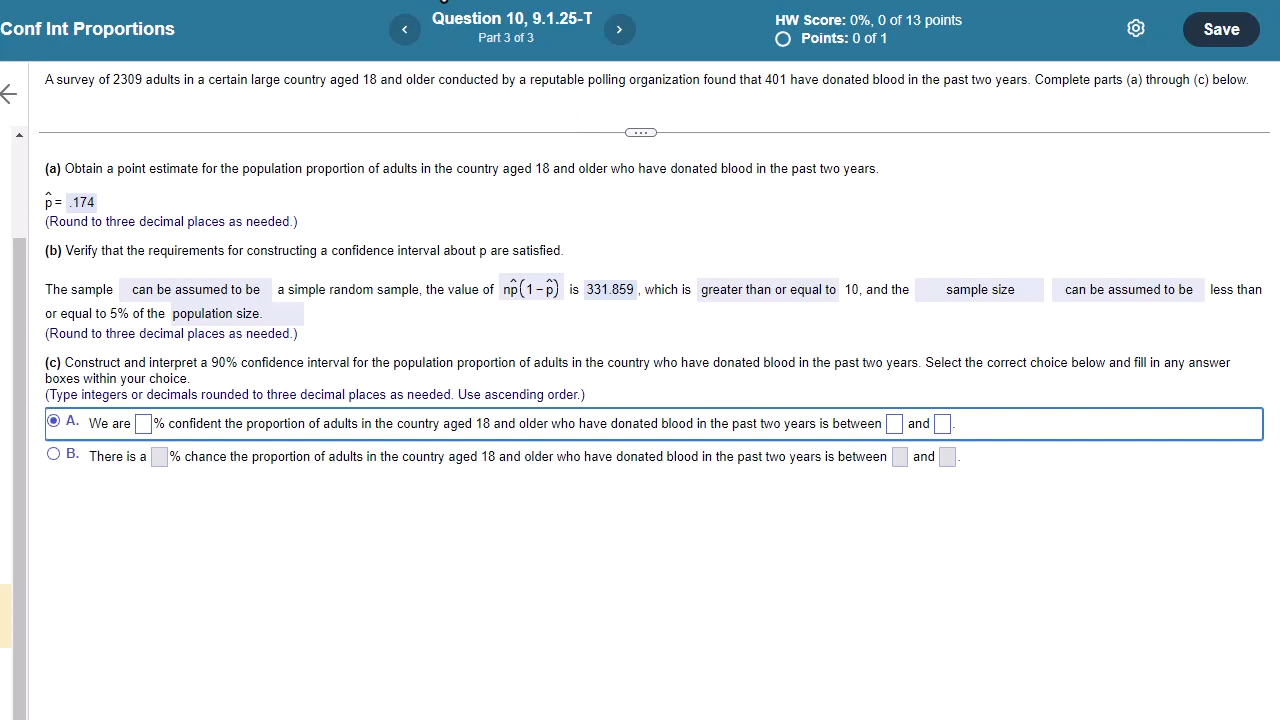 Conf Int Proportions
Question 10, 9.1.25-T
Part 3 of 3
HW Score: 0%, 0 of 13 points
Points: 0 of 1
Save
A survey of 2309 adults in a certain large country aged 18 and older conducted by a reputable polling organization found that 401 have donated blood in the past two years. Complete parts (a) through (c) below.
(a) Obtain a point estimate for the population proportion of adults in the country aged 18 and older who have donated blood in the past two years.
p̂ = .174
(Round to three decimal places as needed.)
(b) Verify that the requirements for constructing a confidence interval about p are satisfied.
The sample can be assumed to be a simple random sample, the value of np̂(1−p̂) is 331.859, which is greater than or equal to 10, and the sample size can be assumed to be less than
or equal to 5% of the population size.
(Round to three decimal places as needed.)
(c) Construct and interpret a 90% confidence interval for the population proportion of adults in the country who have donated blood in the past two years. Select the correct choice below and fill in any answer
boxes within your choice.
(Type integers or decimals rounded to three decimal places as needed. Use ascending order.)
A. We are % confident the proportion of adults in the country aged 18 and older who have donated blood in the past two years is between and .
B. There is a % chance the proportion of adults in the country aged 18 and older who have donated blood in the past two years is between and .